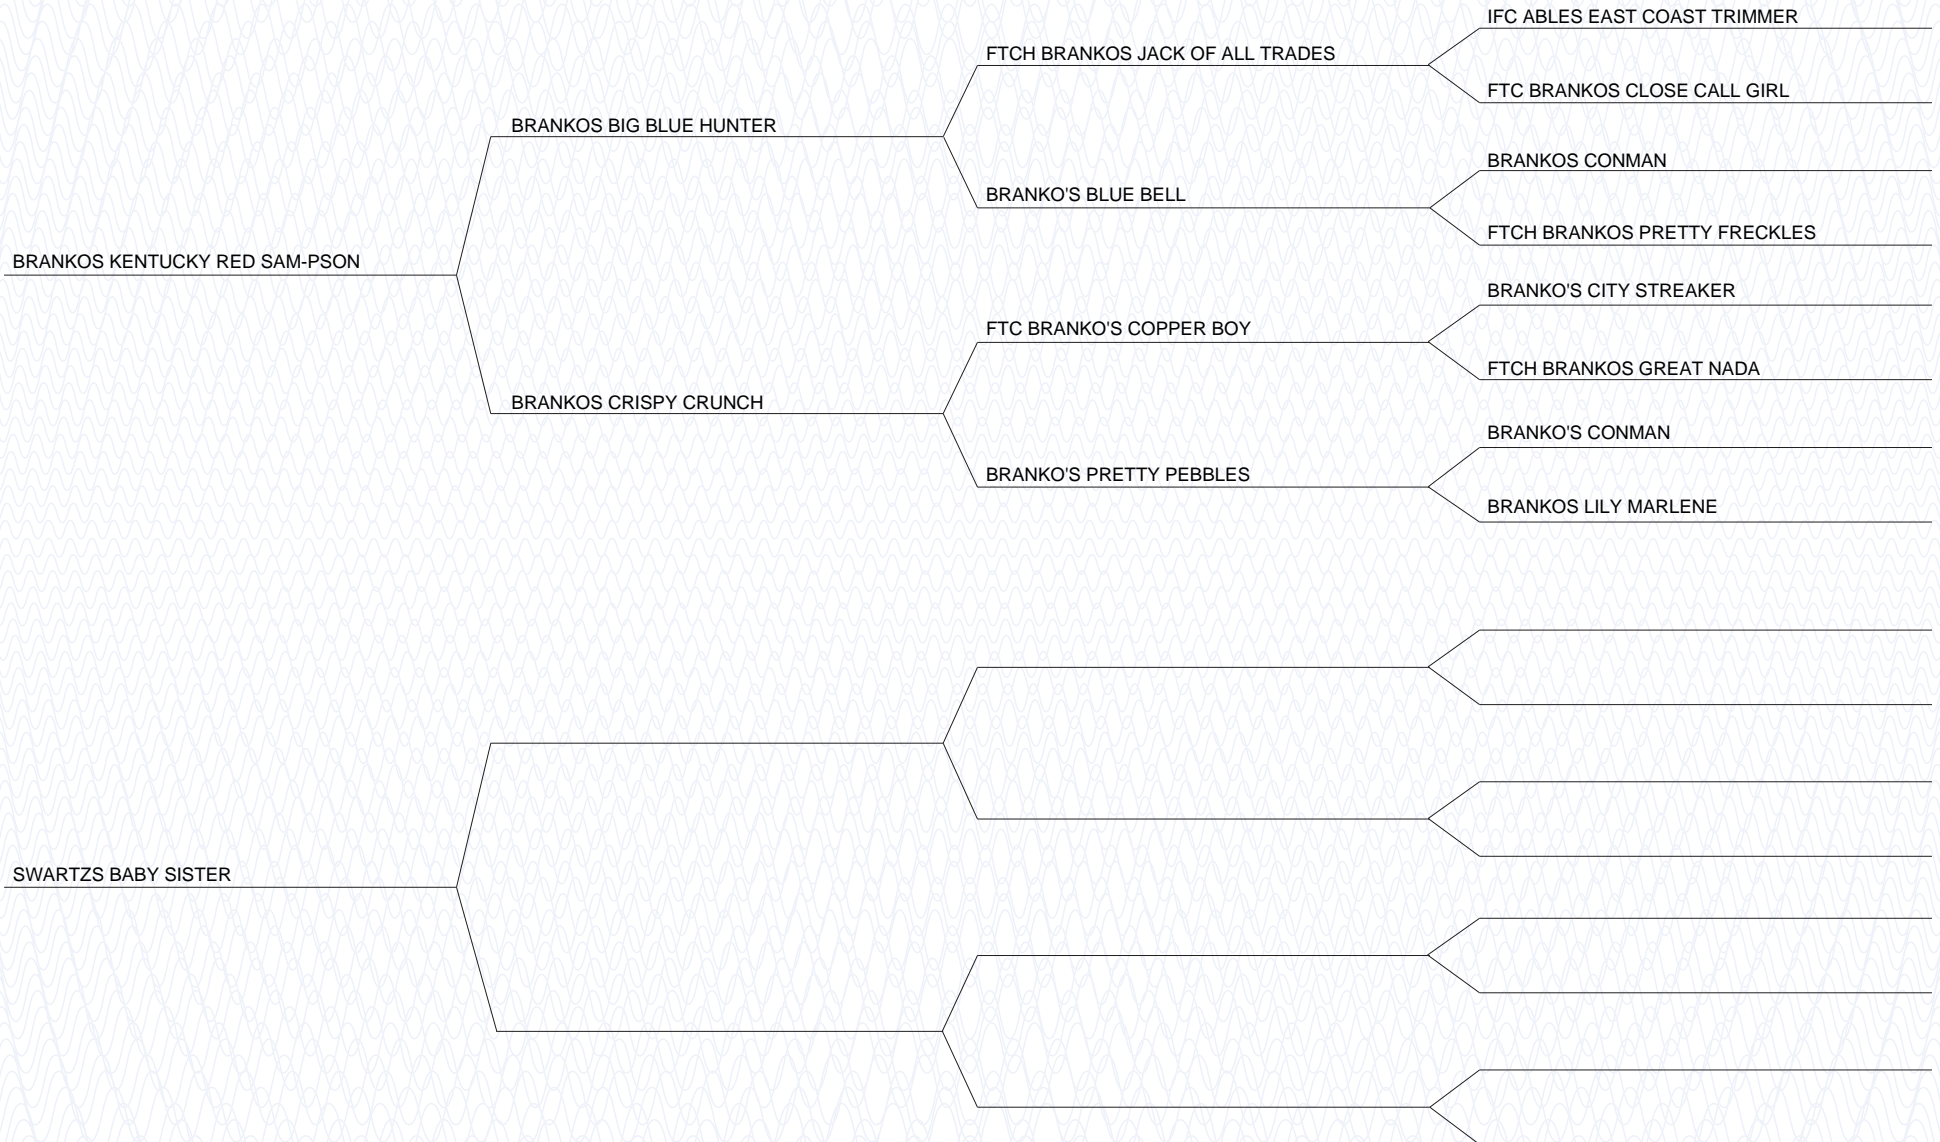 IFC ABLES EAST COAST TRIMMER
FTCH BRANKOS JACK OF ALL TRADES
FTC BRANKOS CLOSE CALL GIRL
BRANKOS BIG BLUE HUNTER
BRANKOS CONMAN
BRANKO'S BLUE BELL
FTCH BRANKOS PRETTY FRECKLES
BRANKOS KENTUCKY RED SAM-PSON
BRANKO'S CITY STREAKER
FTC BRANKO'S COPPER BOY
FTCH BRANKOS GREAT NADA
BRANKOS CRISPY CRUNCH
BRANKO'S CONMAN
BRANKO'S PRETTY PEBBLES
BRANKOS LILY MARLENE
SWARTZS BABY SISTER